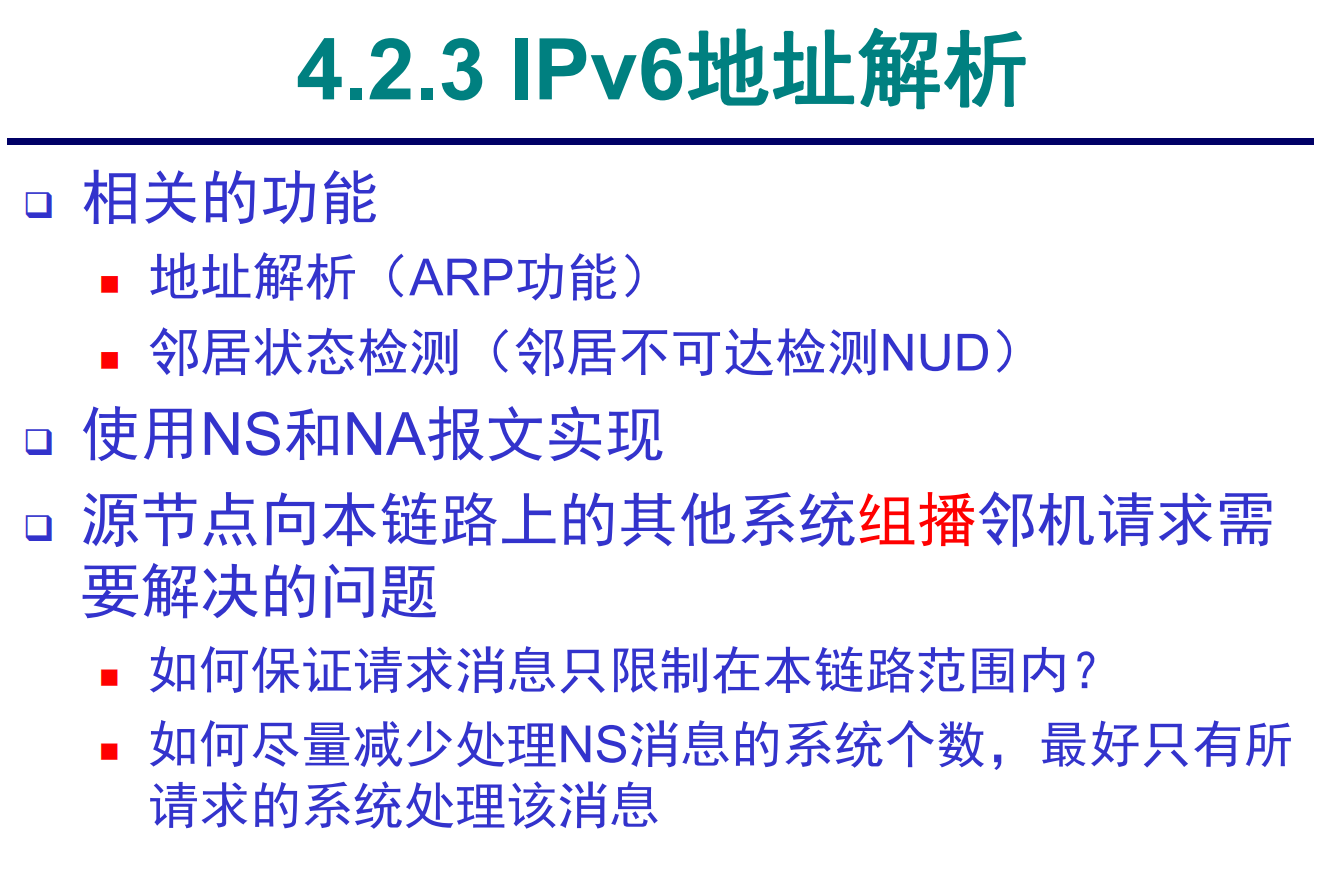 4.2.3 IPv6地址解析
相关的功能
地址解析（ARP功能）
邻居状态检测（邻居不可达检测NUD）
使用NS和NA报文实现
源节点向本链路上的其他系统组播邻机请求需
要解决的问题
如何保证请求消息只限制在本链路范围内？
如何尽量减少处理NS消息的系统个数，最好只有所
请求的系统处理该消息